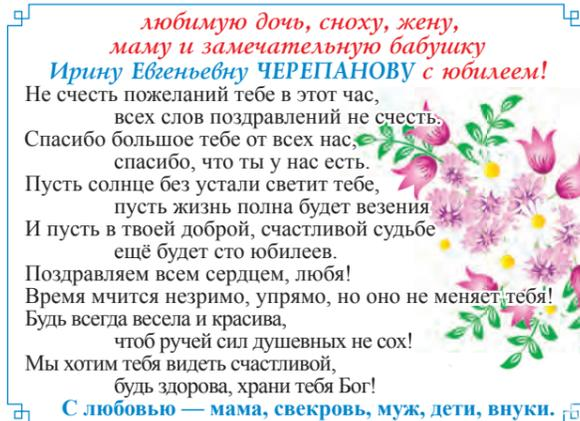 любимую дочь, сноху, жену,
маму и замечательную бабушку
Ирину Евгеньевну ЧЕРЕПАНОВУ с юбилеем!
Не счесть пожеланий тебе в этот час,
всех слов поздравлений не счесть.
Спасибо большое тебе от всех нас,
спасибо, что ты у нас есть.
Пусть солнце без устали светит тебе,
пусть жизнь полна будет везения
И пусть в твоей доброй, счастливой судьбе
ещё будет сто юбилеев.
Поздравляем всем сердцем, любя!
Время мчится незримо, упрямо, но оно не меняет тебя!
Будь всегда весела и красива,
чтоб ручей сил душевных не сох!
Мы хотим тебя видеть счастливой,
будь здорова, храни тебя Бог!
С любовью — мама, свекровь, муж, дети, внуки.